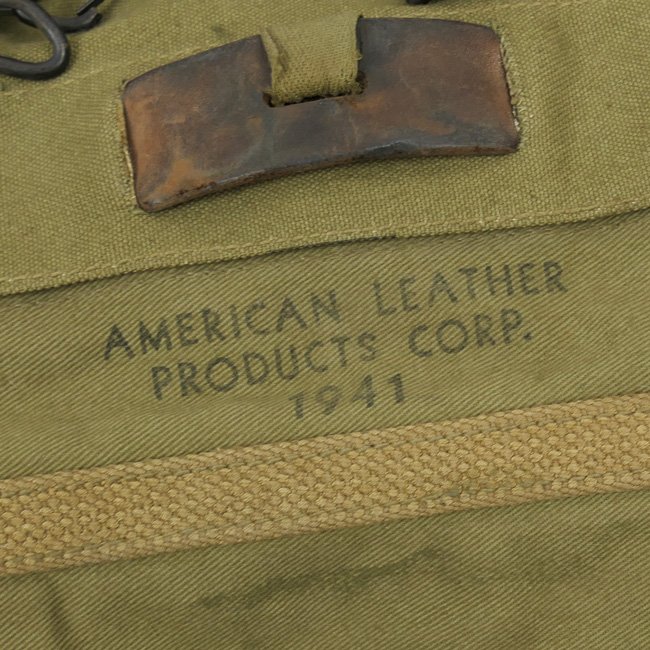 AMERICAN LEATHER
PRODUCTS CORP.
1941